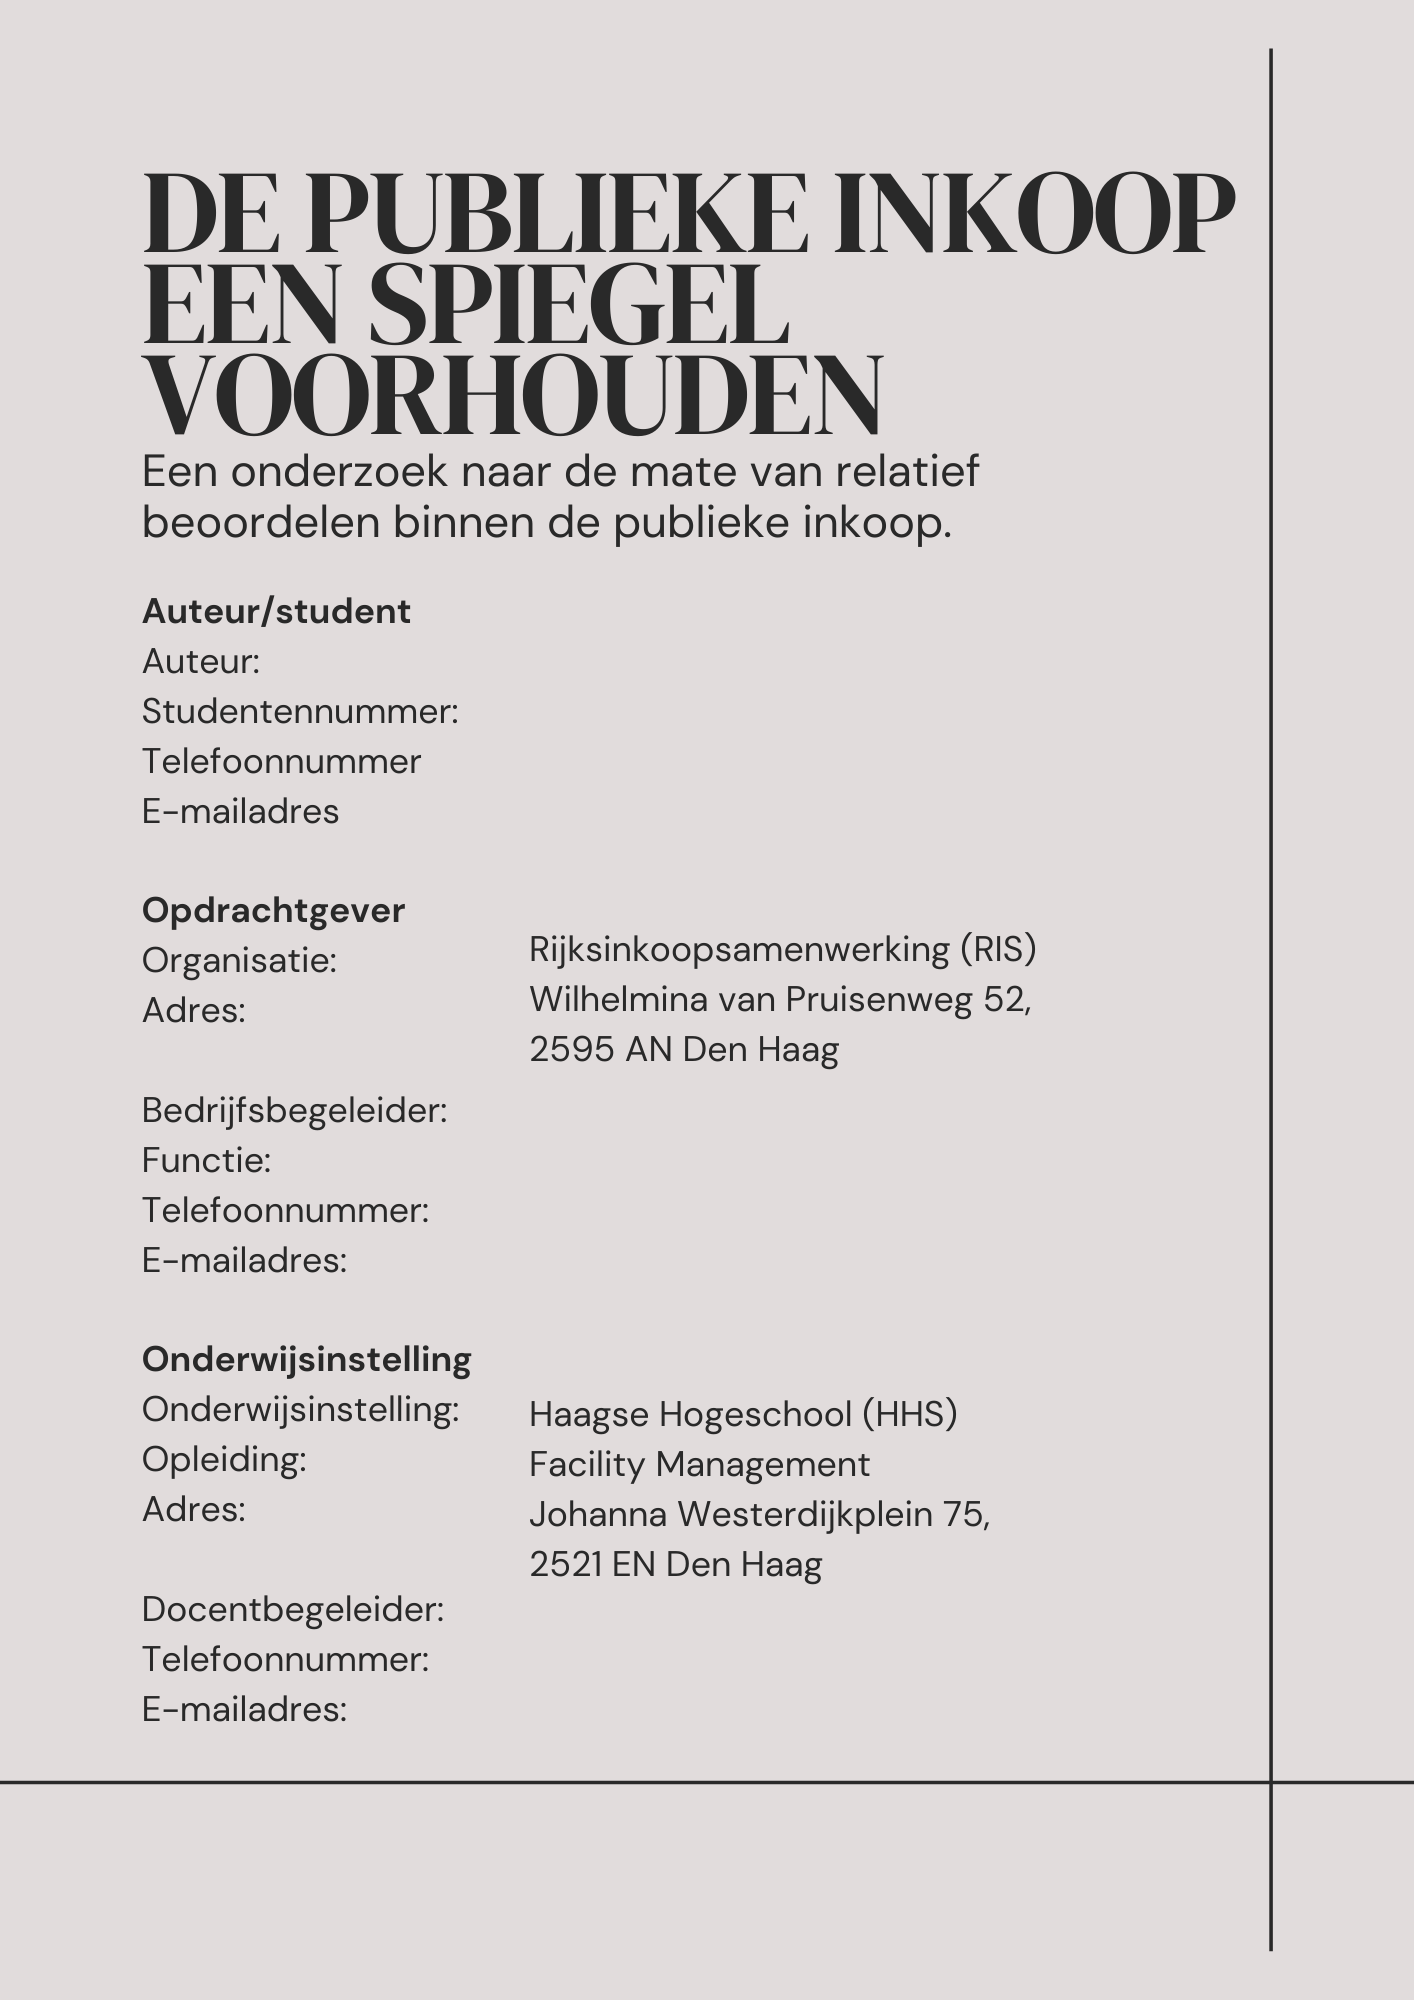 DE PUBLIEKE INKOOP
EEN SPIEGEL
VOORHOUDEN
Een onderzoek naar de mate van relatief
beoordelen binnen de publieke inkoop.
Auteur/student
Auteur:
Studentennummer:
Telefoonnummer
E-mailadres
Opdrachtgever
Organisatie: Rijksinkoopsamenwerking (RIS)
Adres: Wilhelmina van Pruisenweg 52,
2595 AN Den Haag
Bedrijfsbegeleider:
Functie:
Telefoonnummer:
E-mailadres:
Onderwijsinstelling
Onderwijsinstelling: Haagse Hogeschool (HHS)
Opleiding: Facility Management
Adres: Johanna Westerdijkplein 75,
2521 EN Den Haag
Docentbegeleider:
Telefoonnummer:
E-mailadres: